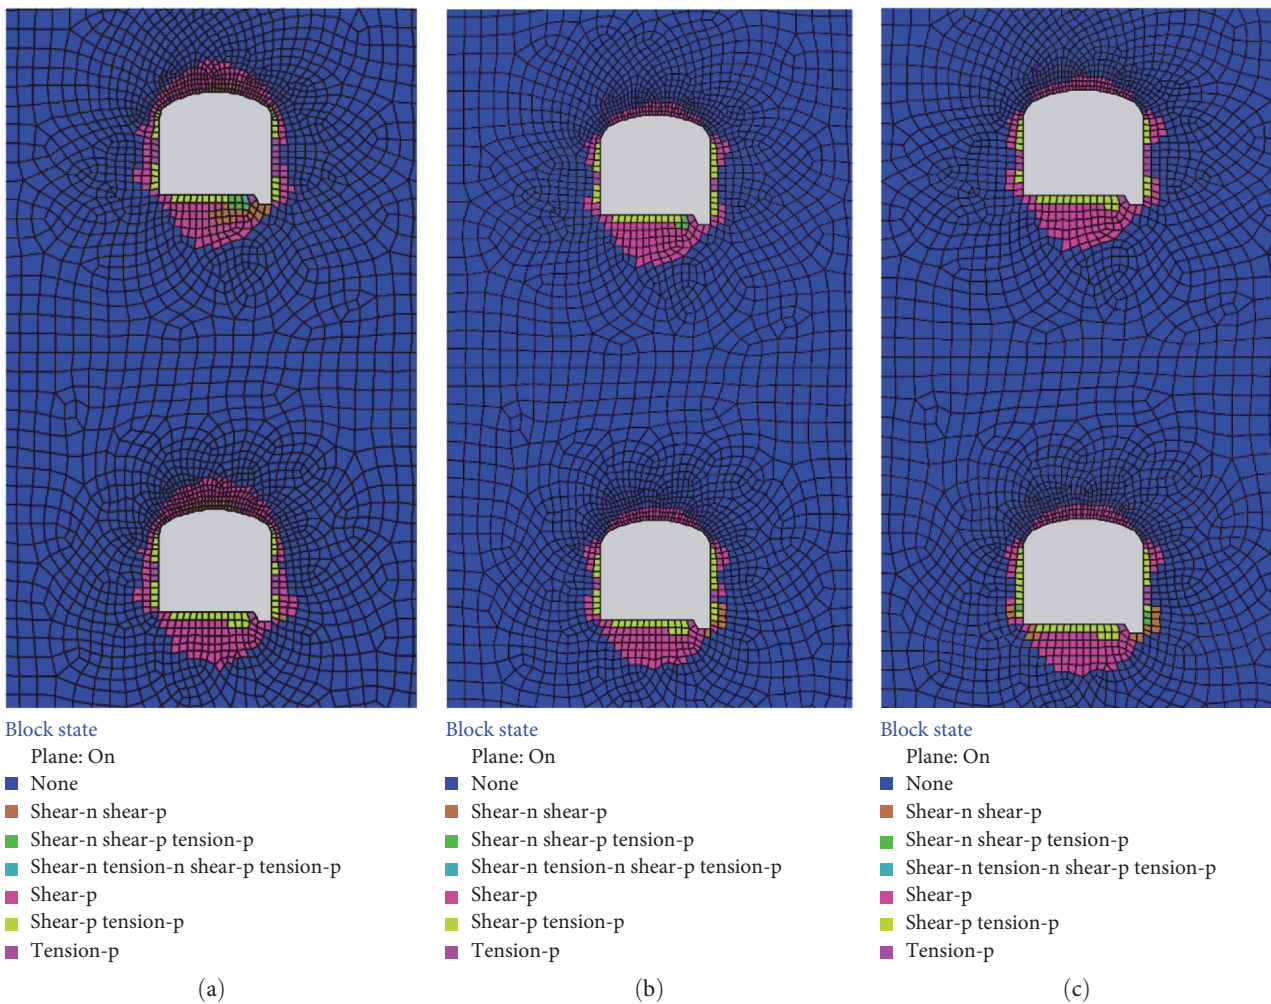 Block state
Plane: On
None
Shear-n shear-p
Shear-n shear-p tension-p
Shear-n tension-n shear-p tension-p
Shear-p
Shear-p tension-p
Tension-p
(a)
Block state
Plane: On
None
Shear-n shear-p
Shear-n shear-p tension-p
Shear-n tension-n shear-p tension-p
Shear-p
Shear-p tension-p
Tension-p
(b)
Block state
Plane: On
None
Shear-n shear-p
Shear-n shear-p tension-p
Shear-n tension-n shear-p tension-p
Shear-p
Shear-p tension-p
Tension-p
(c)